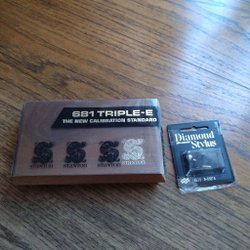 681 TRIPLE-E
THE NEW CALIBRATION STANDARD
STANTON STANTON STANTON STANTON
Diamond
Stylus